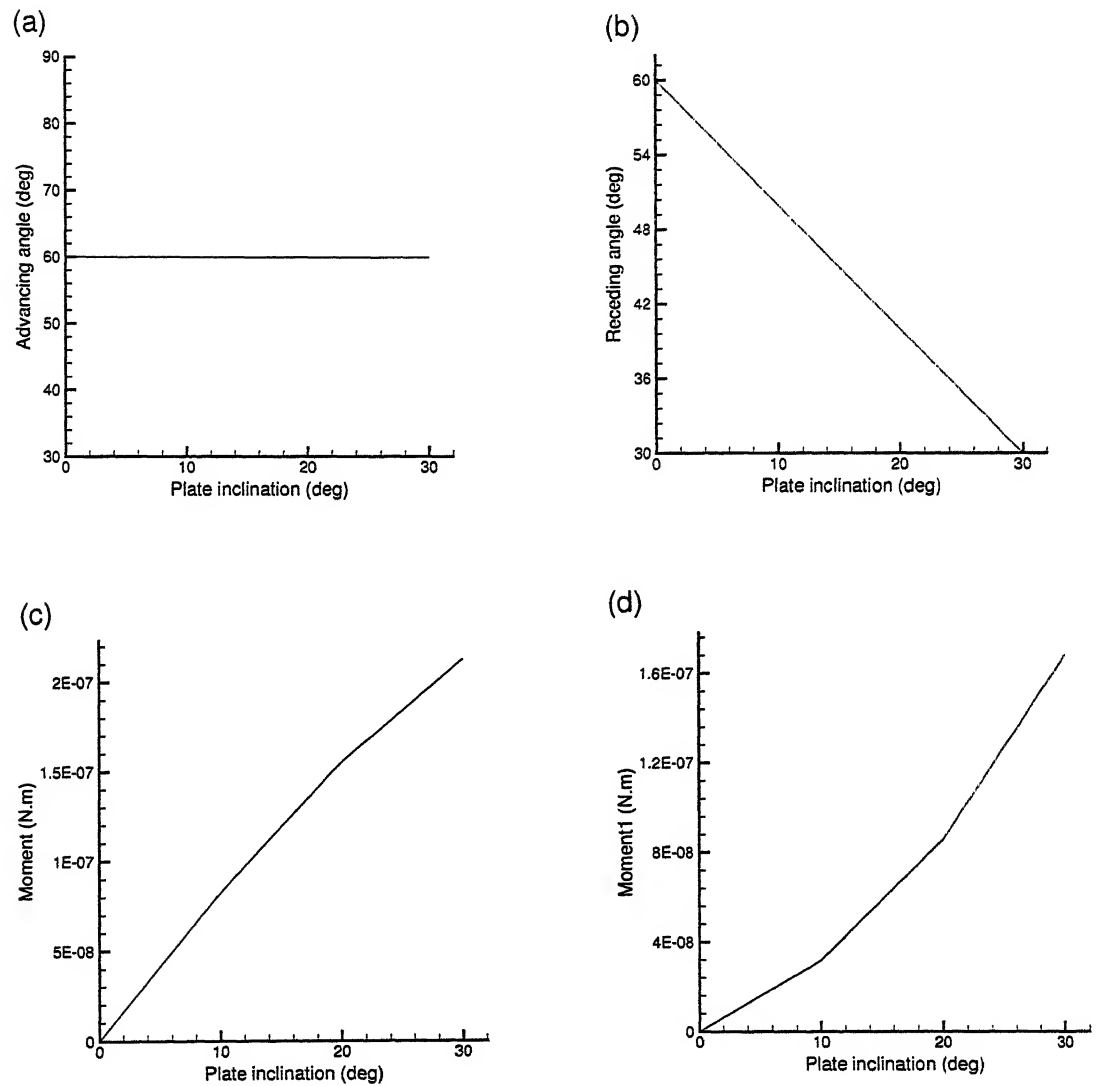 (a)
90
80
70
60
50
40
30
Advancing angle (deg)
0
10
20
30
Plate inclination (deg)
(b)
60
54
48
42
36
30
Receding angle (deg)
0
10
20
30
Plate inclination (deg)
(c)
2E-07
1.5E-07
1E-07
5E-08
0
Moment (N.m)
0
10
20
30
Plate inclination (deg)
(d)
1.6E-07
1.2E-07
8E-08
4E-08
0
Moment1 (N.m)
0
10
20
30
Plate inclination (deg)